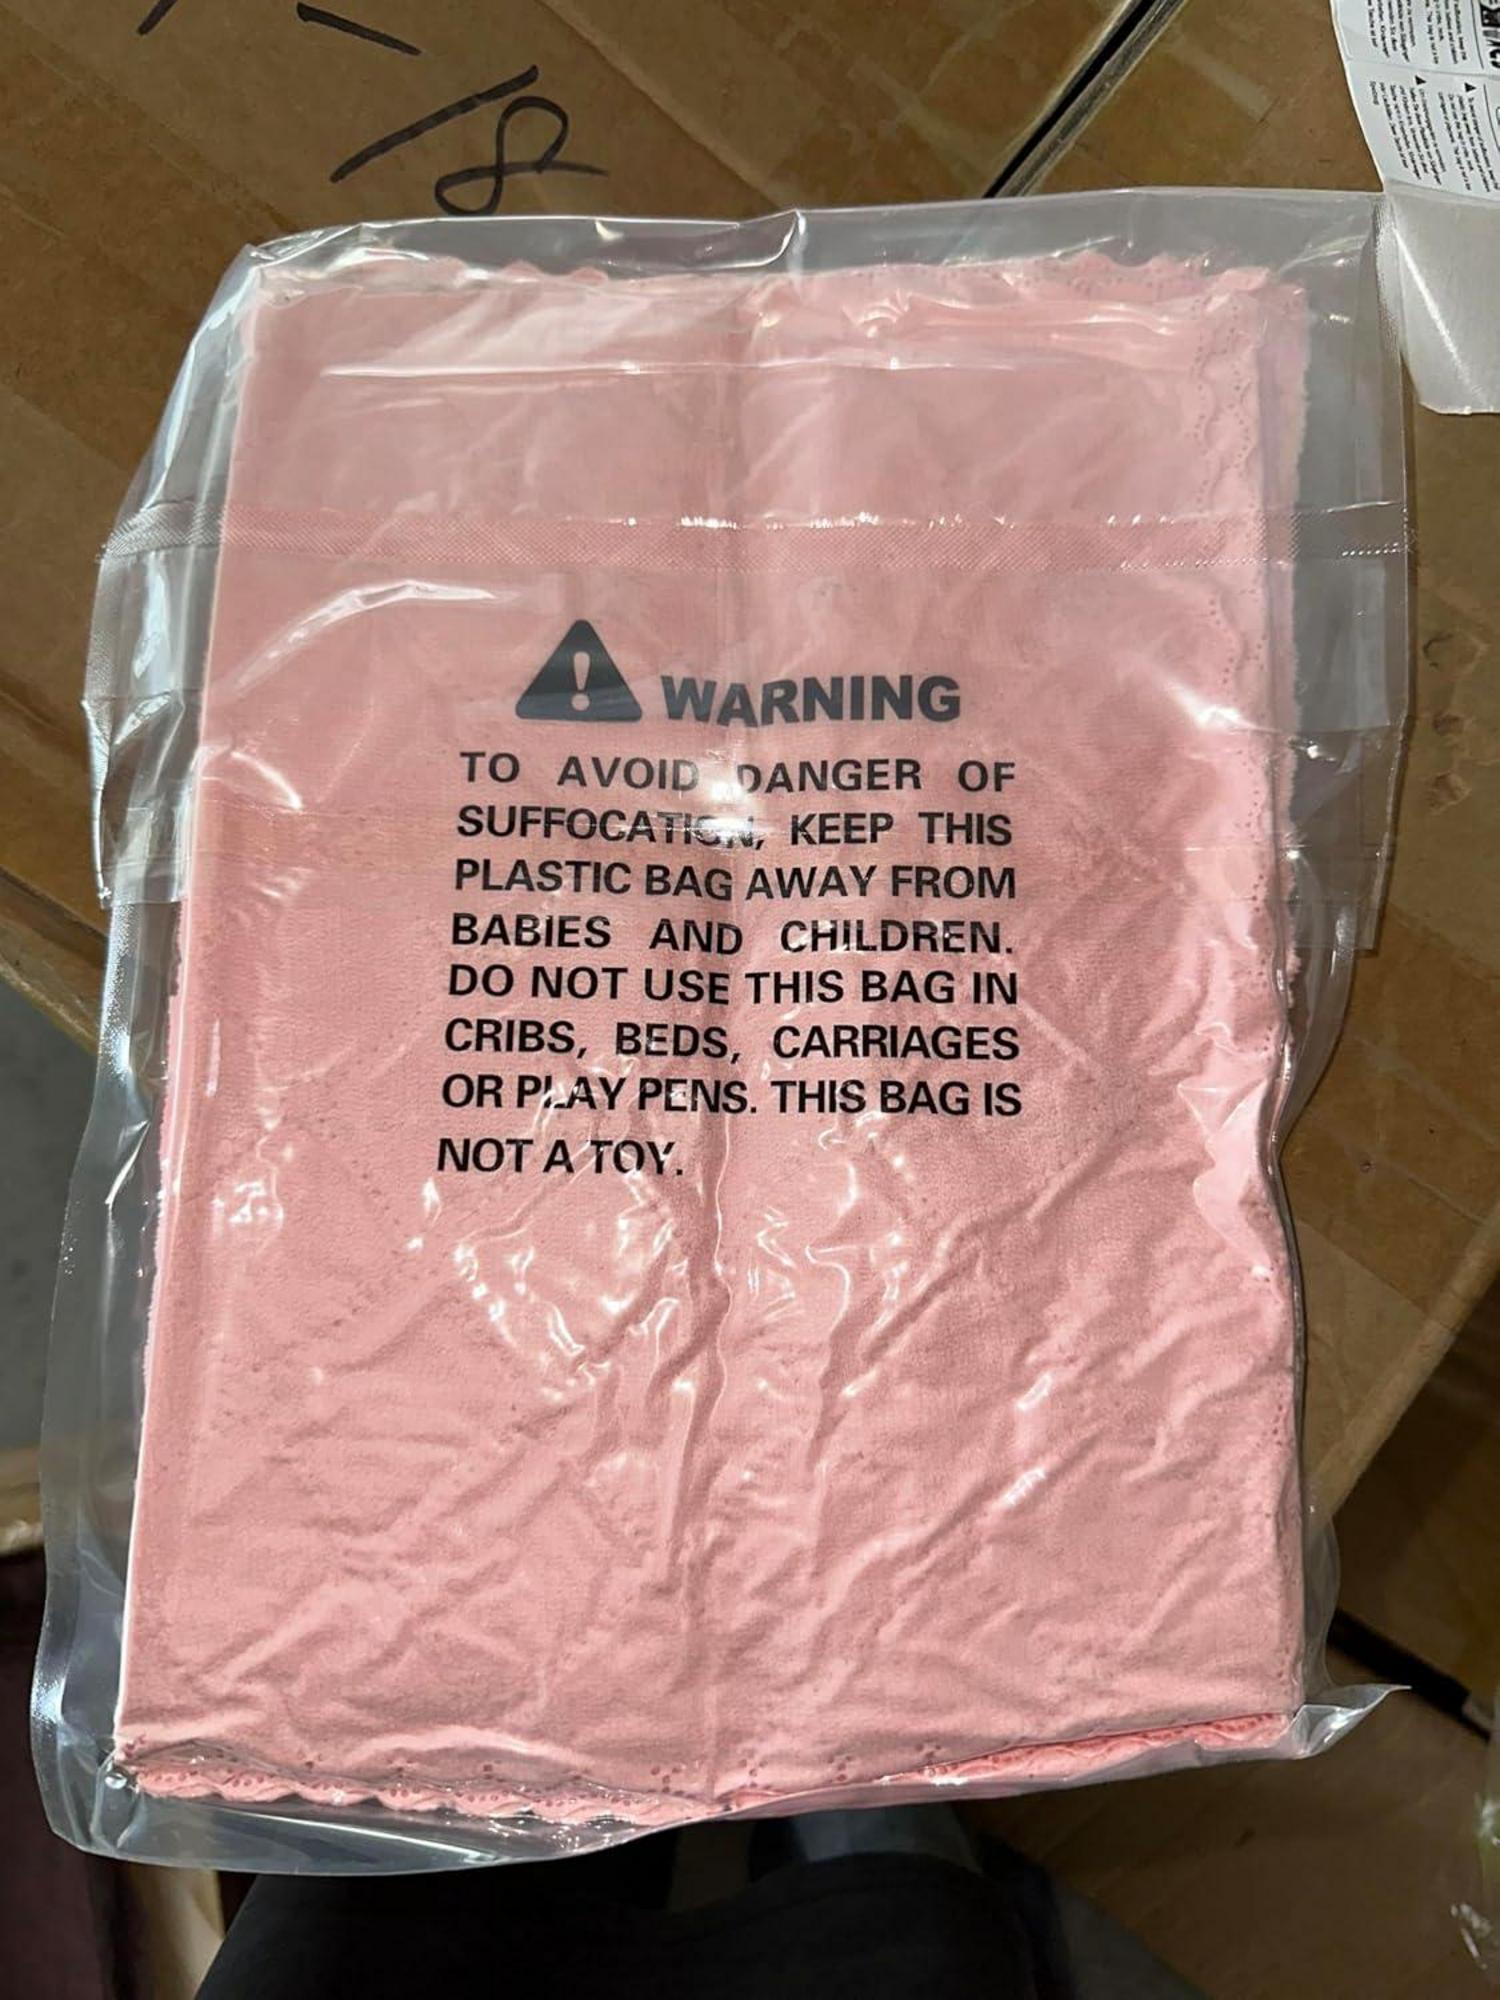 WARNING
TO AVOID DANGER OF
SUFFOCATION, KEEP THIS
PLASTIC BAG AWAY FROM
BABIES AND CHILDREN.
DO NOT USE THIS BAG IN
CRIBS, BEDS, CARRIAGES
OR PLAY PENS. THIS BAG IS
NOT A TOY.